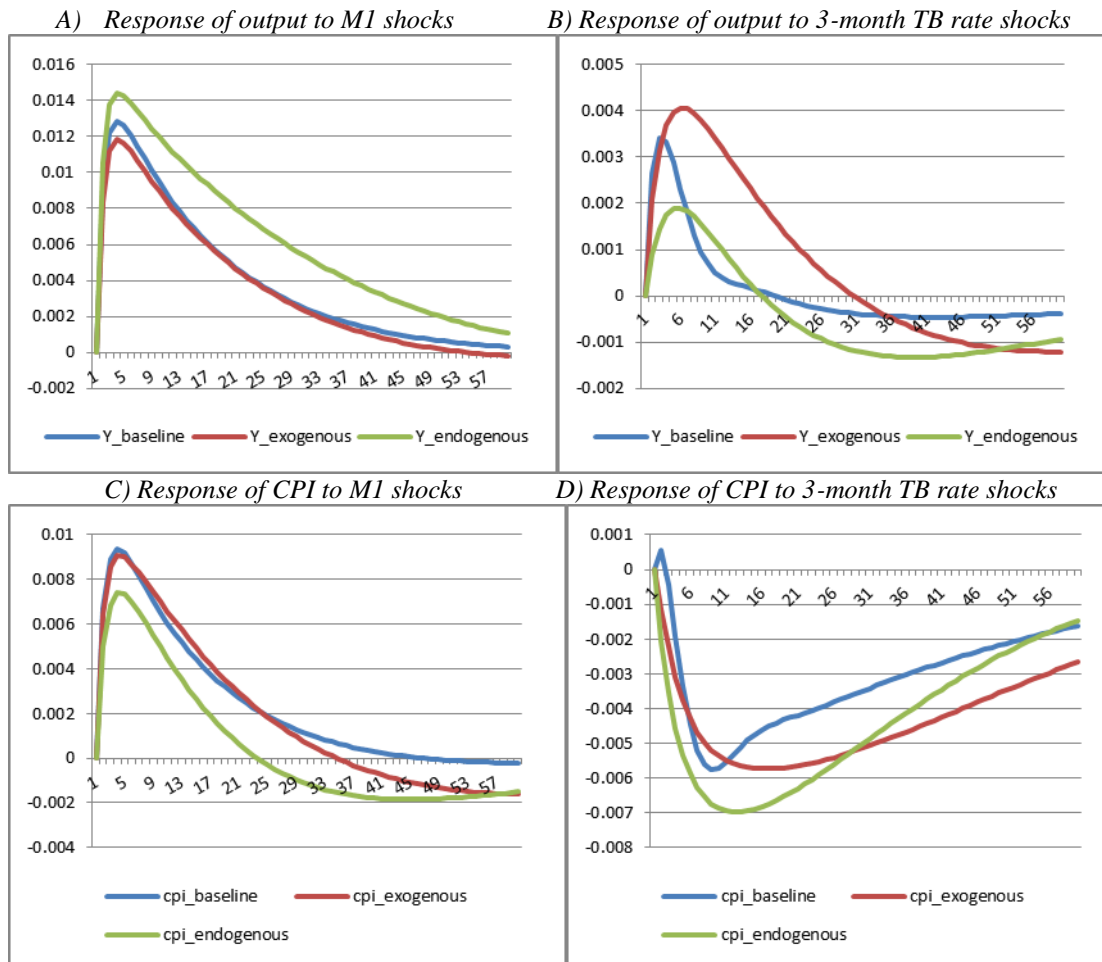 A) Response of output to M1 shocks
B) Response of output to 3-month TB rate shocks
0.016
0.014
0.012
0.01
0.008
0.006
0.004
0.002
0
-0.002
1 5 9 13 17 21 25 29 33 37 41 45 49 53 57
Y_baseline Y_exogenous Y_endogenous
0.005
0.004
0.003
0.002
0.001
0
-0.001
-0.002
1 6 11 16 21 26 31 36 41 46 51 56
Y_baseline Y_exogenous Y_endogenous
C) Response of CPI to M1 shocks
D) Response of CPI to 3-month TB rate shocks
0.01
0.008
0.006
0.004
0.002
0
-0.002
-0.004
1 5 9 13 17 21 25 29 33 37 41 45 49 53 57
cpi_baseline cpi_exogenous
cpi_endogenous
0.001
0
-0.001
-0.002
-0.003
-0.004
-0.005
-0.006
-0.007
-0.008
1 6 11 16 21 26 31 36 41 46 51 56
cpi_baseline cpi_exogenous
cpi_endogenous